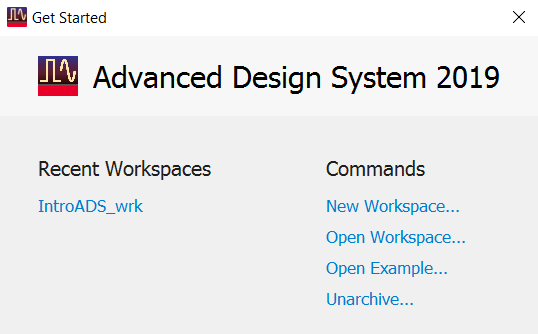 Get Started
Advanced Design System 2019
Recent Workspaces
IntroADS_wrk
Commands
New Workspace...
Open Workspace...
Open Example...
Unarchive...